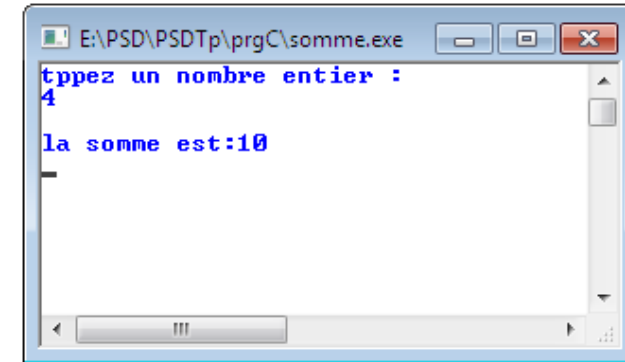 E:\PSD\PSDTp\prgC\somme.exe
tppez un nombre entier :
4
la somme est:10